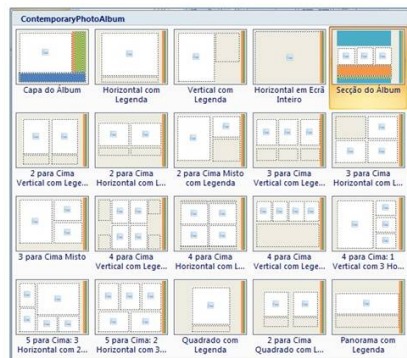 ContemporaryPhotoAlbum
Capa do Álbum
Horizontal com
Legenda
Vertical com
Legenda
Horizontal em Ecrã
Inteiro
Secção do Álbum
2 para Cima
Vertical com Lege...
2 para Cima
Horizontal com L...
2 para Cima Misto
com Legenda
3 para Cima
Vertical com Lege...
3 para Cima
Horizontal com L...
3 para Cima Misto
4 para Cima
Vertical com Lege...
4 para Cima
Horizontal com L...
4 para Cima
Vertical com Lege...
4 para Cima: 1
Vertical com 3 Ho...
5 para Cima: 3
Horizontal com 2...
5 para Cima: 2
Horizontal com 3...
Quadrado com
Legenda
2 para Cima
Quadrado com L...
Panorama com
Legenda